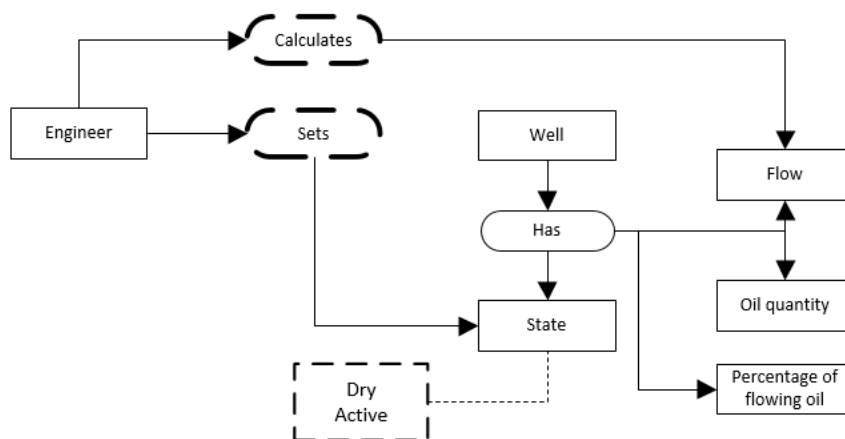 Calculates
Engineer
Sets
Well
Flow
Has
Oil quantity
State
Dry
Active
Percentage of
flowing oil